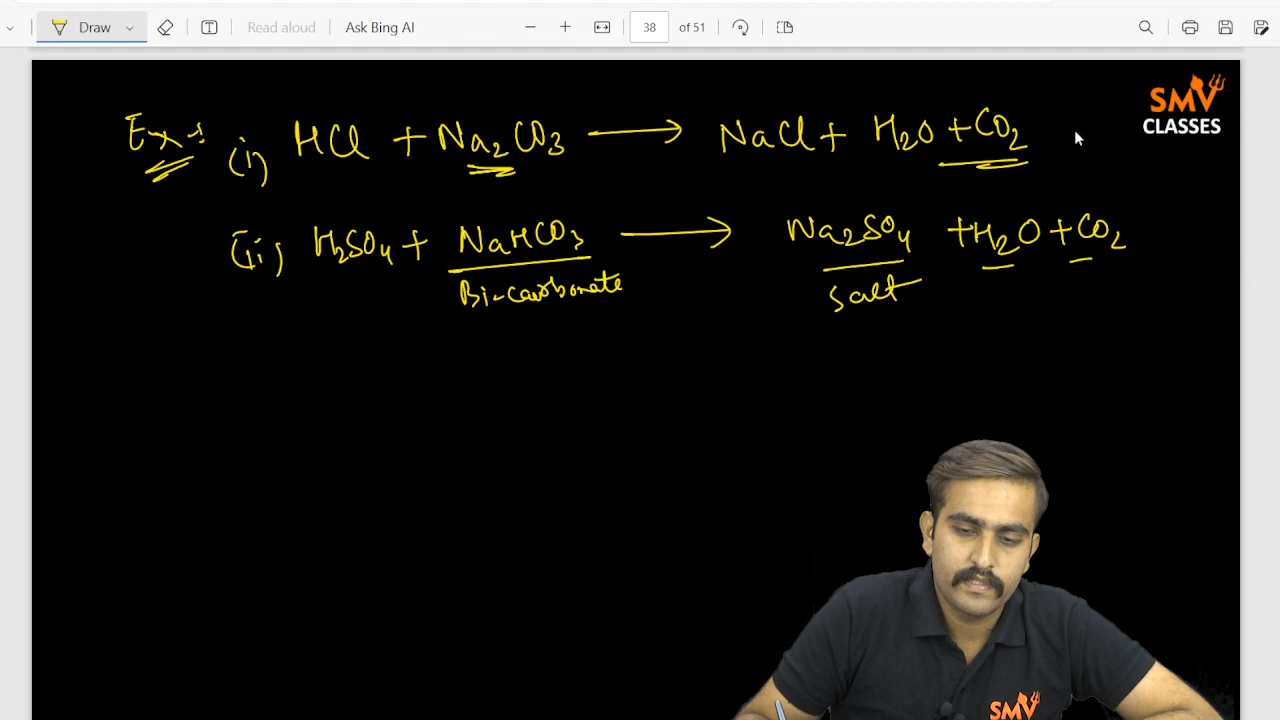 Draw
Read aloud
Ask Bing AI
38 of 51
SMV
CLASSES
Ex:
(i) HCl + Na₂CO₃ → NaCl + H₂O + CO₂
(ii) H₂SO₄ + NaHCO₃ → Na₂SO₄ + H₂O + CO₂
Bi-carbonate
salt
SMV